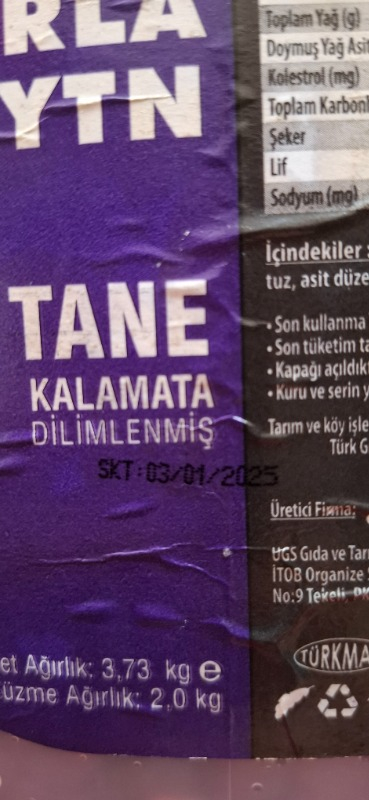 RLA
YTN
TANE
KALAMATA
DİLİMLENMİŞ
SKT:03/01/2025
et Ağırlık: 3,73 kg e
üzme Ağırlık: 2,0 kg
Toplam Yağ (g)
Doymuş Yağ Asit
Kolestrol (mg)
Toplam Karbonh
Şeker
Lif
Sodyum (mg)
İçindekiler :
tuz, asit düze
• Son kullanma
• Son tüketim ta
• Kapağı açıldıkt
• Kuru ve serin y
Tarım ve köy işle
Türk G
Üretici Firma:
UGS Gıda ve Tarı
İTOB Organize S
No:9 Tekeli,
TÜRKMA